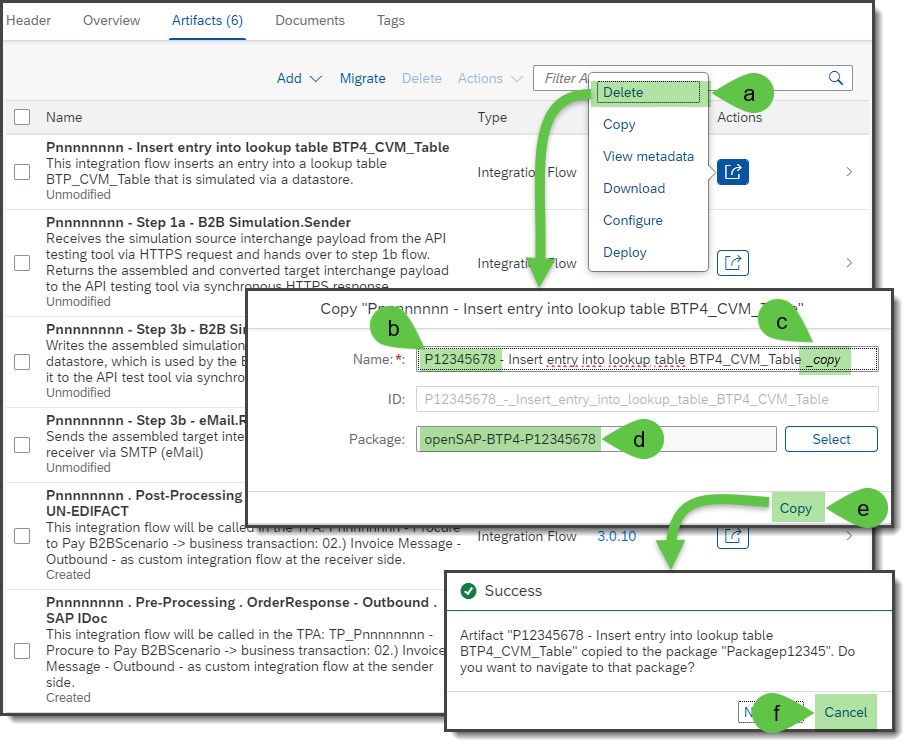 Header Overview Artifacts (6) Documents Tags
Add Migrate Delete Actions Filter A
Name Type Actions
Delete
Copy
View metadata
Download
Configure
Deploy
a
Pnnnnnnnn - Insert entry into lookup table BTP4_CVM_Table
This integration flow inserts an entry into a lookup table
BTP_CVM_Table that is simulated via a datastore.
Unmodified
Integration Flow
Pnnnnnnnn - Step 1a - B2B Simulation.Sender
Receives the simulation source interchange payload from the API
testing tool via HTTPS request and hands over to step 1b flow.
Returns the assembled and converted target interchange payload
to the API testing tool via synchronous HTTPS response.
Unmodified
Integration Flow
Pnnnnnnnn - Step 3b - B2B Si
Writes the assembled simulation
datastore, which is used by the
it to the API test tool via synchro
Unmodified
Pnnnnnnnn - Step 3b - eMail.R
Sends the assembled target inte
receiver via SMTP (eMail)
Unmodified
Pnnnnnnnn . Post-Processing
UN-EDIFACT
This integration flow will be called in the TPA: Pnnnnnnnn - Procure
to Pay B2BScenario -> business transaction: 02.) Invoice Message -
Outbound - as custom integration flow at the receiver side.
Created
Integration Flow 3.0.10
Pnnnnnnnn . Pre-Processing . OrderResponse - Outbound .
SAP IDoc
This integration flow will be called in the TPA: TP_Pnnnnnnnn -
Procure to Pay B2BScenario -> business transaction: 02.) Invoice
Message - Outbound - as custom integration flow at the sender
side.
Created
Copy "Pnnnnnnnn - Insert entry into lookup table BTP4_CVM_Table"
b
c
Name:*: P12345678 - Insert entry into lookup table BTP4_CVM_Table_copy
ID: P12345678_-_Insert_entry_into_lookup_table_BTP4_CVM_Table
Package: openSAP-BTP4-P12345678 d Select
Copy e
Success
Artifact "P12345678 - Insert entry into lookup table
BTP4_CVM_Table" copied to the package "Packagep12345". Do
you want to navigate to that package?
f Cancel